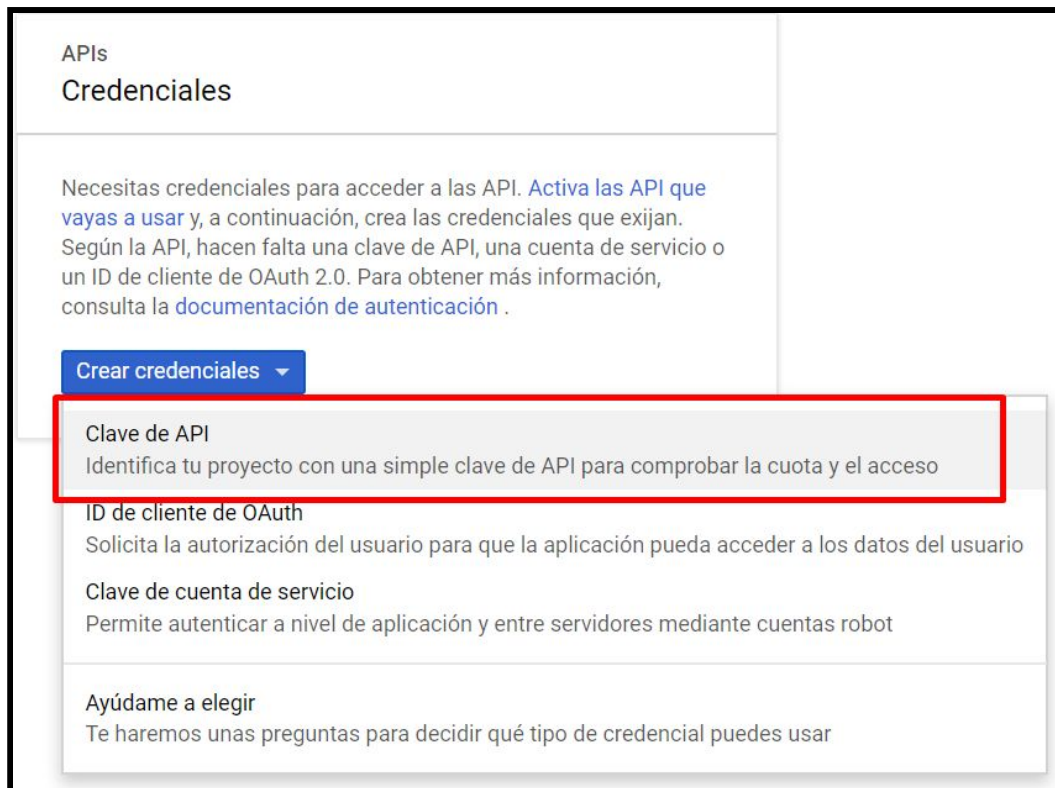 APIs
Credenciales
Necesitas credenciales para acceder a las API. Activa las API que
vayas a usar y, a continuación, crea las credenciales que exijan.
Según la API, hacen falta una clave de API, una cuenta de servicio o
un ID de cliente de OAuth 2.0. Para obtener más información,
consulta la documentación de autenticación .
Crear credenciales
Clave de API
Identifica tu proyecto con una simple clave de API para comprobar la cuota y el acceso
ID de cliente de OAuth
Solicita la autorización del usuario para que la aplicación pueda acceder a los datos del usuario
Clave de cuenta de servicio
Permite autenticar a nivel de aplicación y entre servidores mediante cuentas robot
Ayúdame a elegir
Te haremos unas preguntas para decidir qué tipo de credencial puedes usar